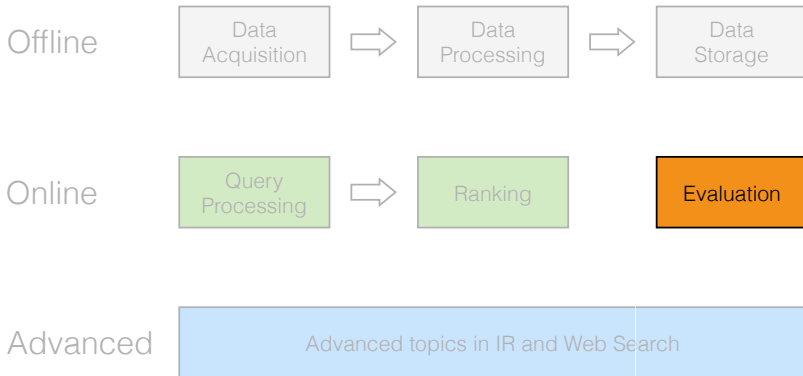 Offline
Data
Acquisition
Data
Processing
Data
Storage
Online
Query
Processing
Ranking
Evaluation
Advanced
Advanced topics in IR and Web Search